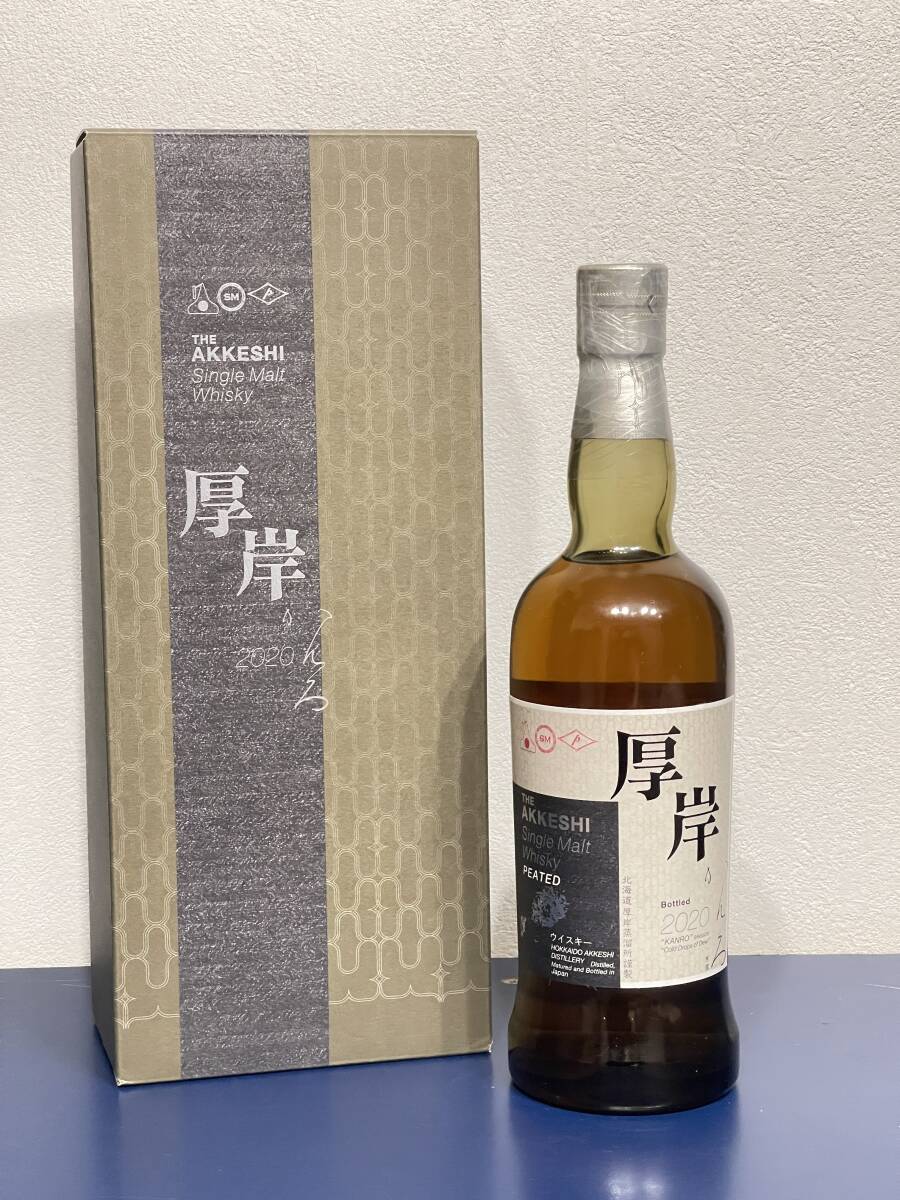 SM
THE
AKKESHI
Single Malt
Whisky
厚岸
かんろ
2020
SM
厚岸
かんろ
THE
AKKESHI
Single Malt
Whisky
PEATED
Bottled
2020
"KANRO"
"Cold Drops of Dew"
北海道厚岸蒸溜所謹製
ウイスキー
HOKKAIDO AKKESHI
DISTILLERY Distilled,
Matured and Bottled in
Japan